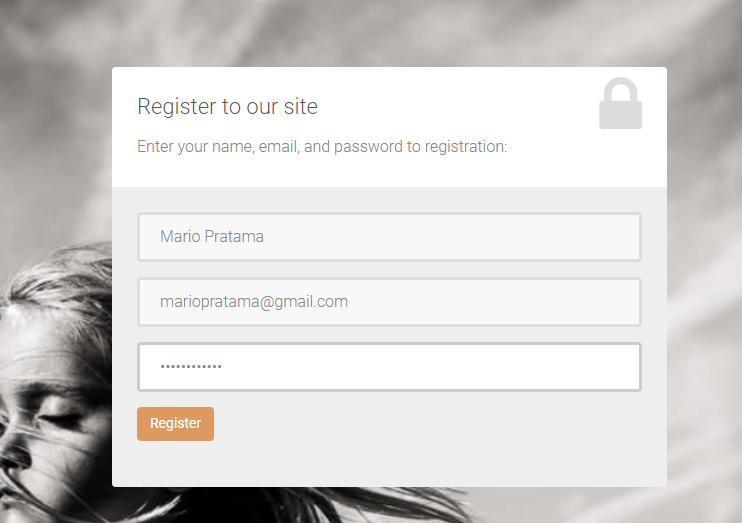 Register to our site
Enter your name, email, and password to registration:
Mario Pratama
mariopratama@gmail.com
••••••••••••
Register